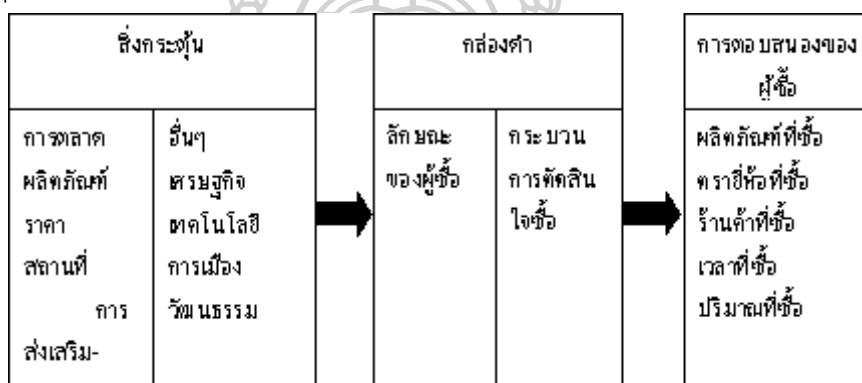 สิ่งกระตุ้น
การตลาด
ผลิตภัณฑ์
ราคา
สถานที่
การ
ส่งเสริม-
อื่นๆ
เศรษฐกิจ
เทคโนโลยี
การเมือง
วัฒนธรรม
กล่องดำ
ลักษณะ
ของผู้ซื้อ
กระบวน
การตัดสิน
ใจซื้อ
การตอบสนองของ
ผู้ซื้อ
ผลิตภัณฑ์ที่ซื้อ
ตรายี่ห้อที่ซื้อ
ร้านค้าที่ซื้อ
เวลาที่ซื้อ
ปริมาณที่ซื้อ